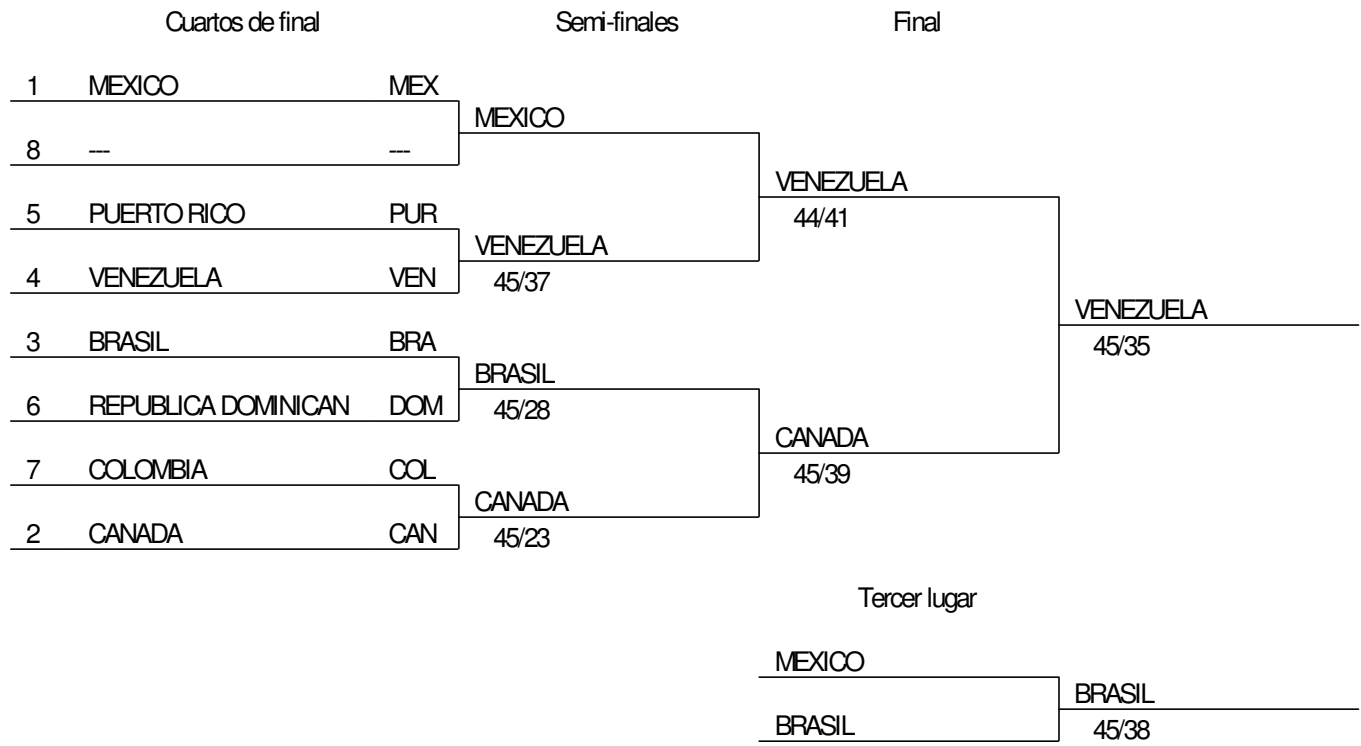 Cuartos de final Semi-finales Final
1 MEXICO MEX
MEXICO
8 --- ---
VENEZUELA
5 PUERTO RICO PUR 44/41
VENEZUELA
4 VENEZUELA VEN 45/37
VENEZUELA
3 BRASIL BRA 45/35
BRASIL
6 REPUBLICA DOMINICAN DOM 45/28
CANADA
7 COLOMBIA COL 45/39
CANADA
2 CANADA CAN 45/23
Tercer lugar
MEXICO
BRASIL
BRASIL 45/38